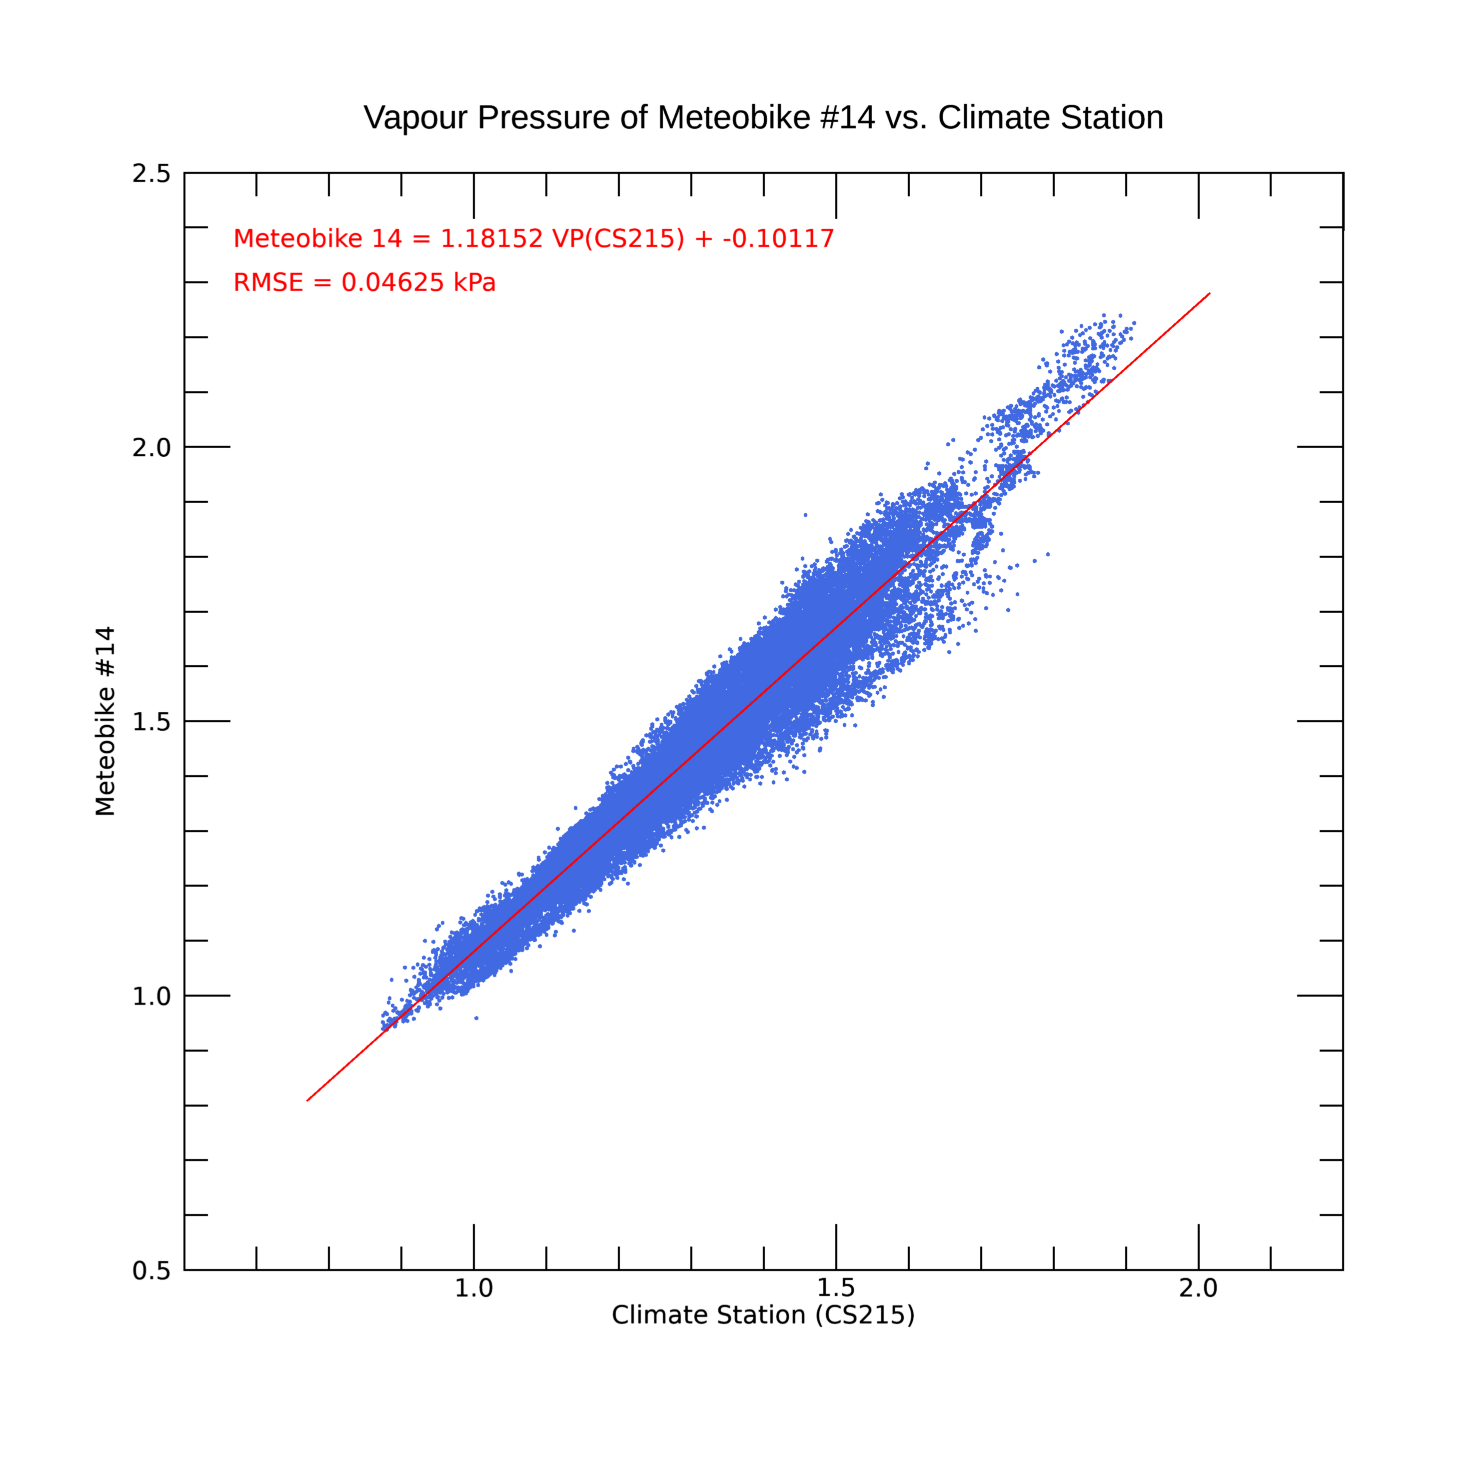 Vapour Pressure of Meteobike #14 vs. Climate Station
2.5
Meteobike 14 = 1.18152 VP(CS215) + -0.10117
RMSE = 0.04625 kPa
2.0
Meteobike #14
1.5
1.0
0.5
1.0 1.5 2.0
Climate Station (CS215)